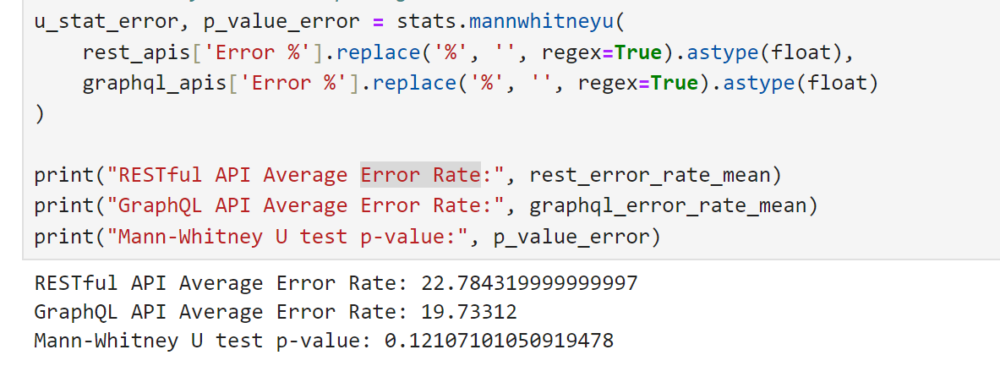 u_stat_error, p_value_error = stats.mannwhitneyu(
    rest_apis['Error %'].replace('%', '', regex=True).astype(float),
    graphql_apis['Error %'].replace('%', '', regex=True).astype(float)
)
print("RESTful API Average Error Rate:", rest_error_rate_mean)
print("GraphQL API Average Error Rate:", graphql_error_rate_mean)
print("Mann-Whitney U test p-value:", p_value_error)
RESTful API Average Error Rate: 22.784319999999997
GraphQL API Average Error Rate: 19.73312
Mann-Whitney U test p-value: 0.12107101050919478